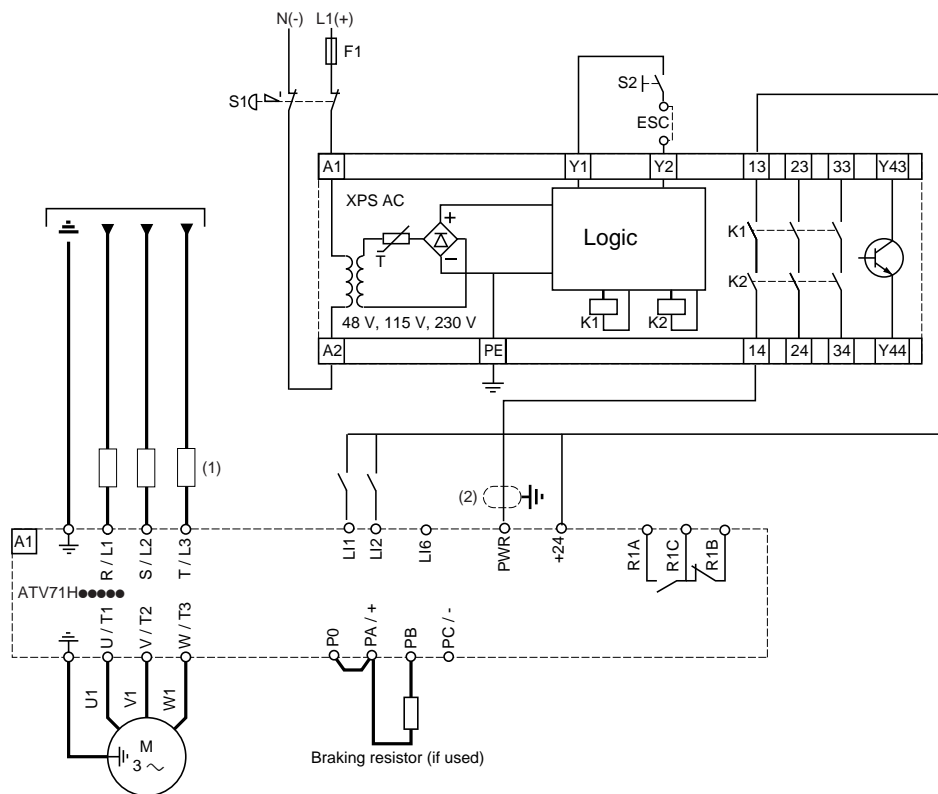 N(-) L1(+)
F1
S1
S2
ESC
A1 Y1 Y2 13 23 33 Y43
XPS AC
+
−
T
Logic
K1
K2
K1 K2
48 V, 115 V, 230 V
A2 PE 14 24 34 Y44
(1)
(2)
A1
R / L1
S / L2
T / L3
LI1
LI2
LI6
PWR
+24
R1A
R1C
R1B
ATV71H●●●●●
U / T1
V / T2
W / T3
P0
PA / +
PB
PC / -
U1
V1
W1
M
3 ~
Braking resistor (if used)